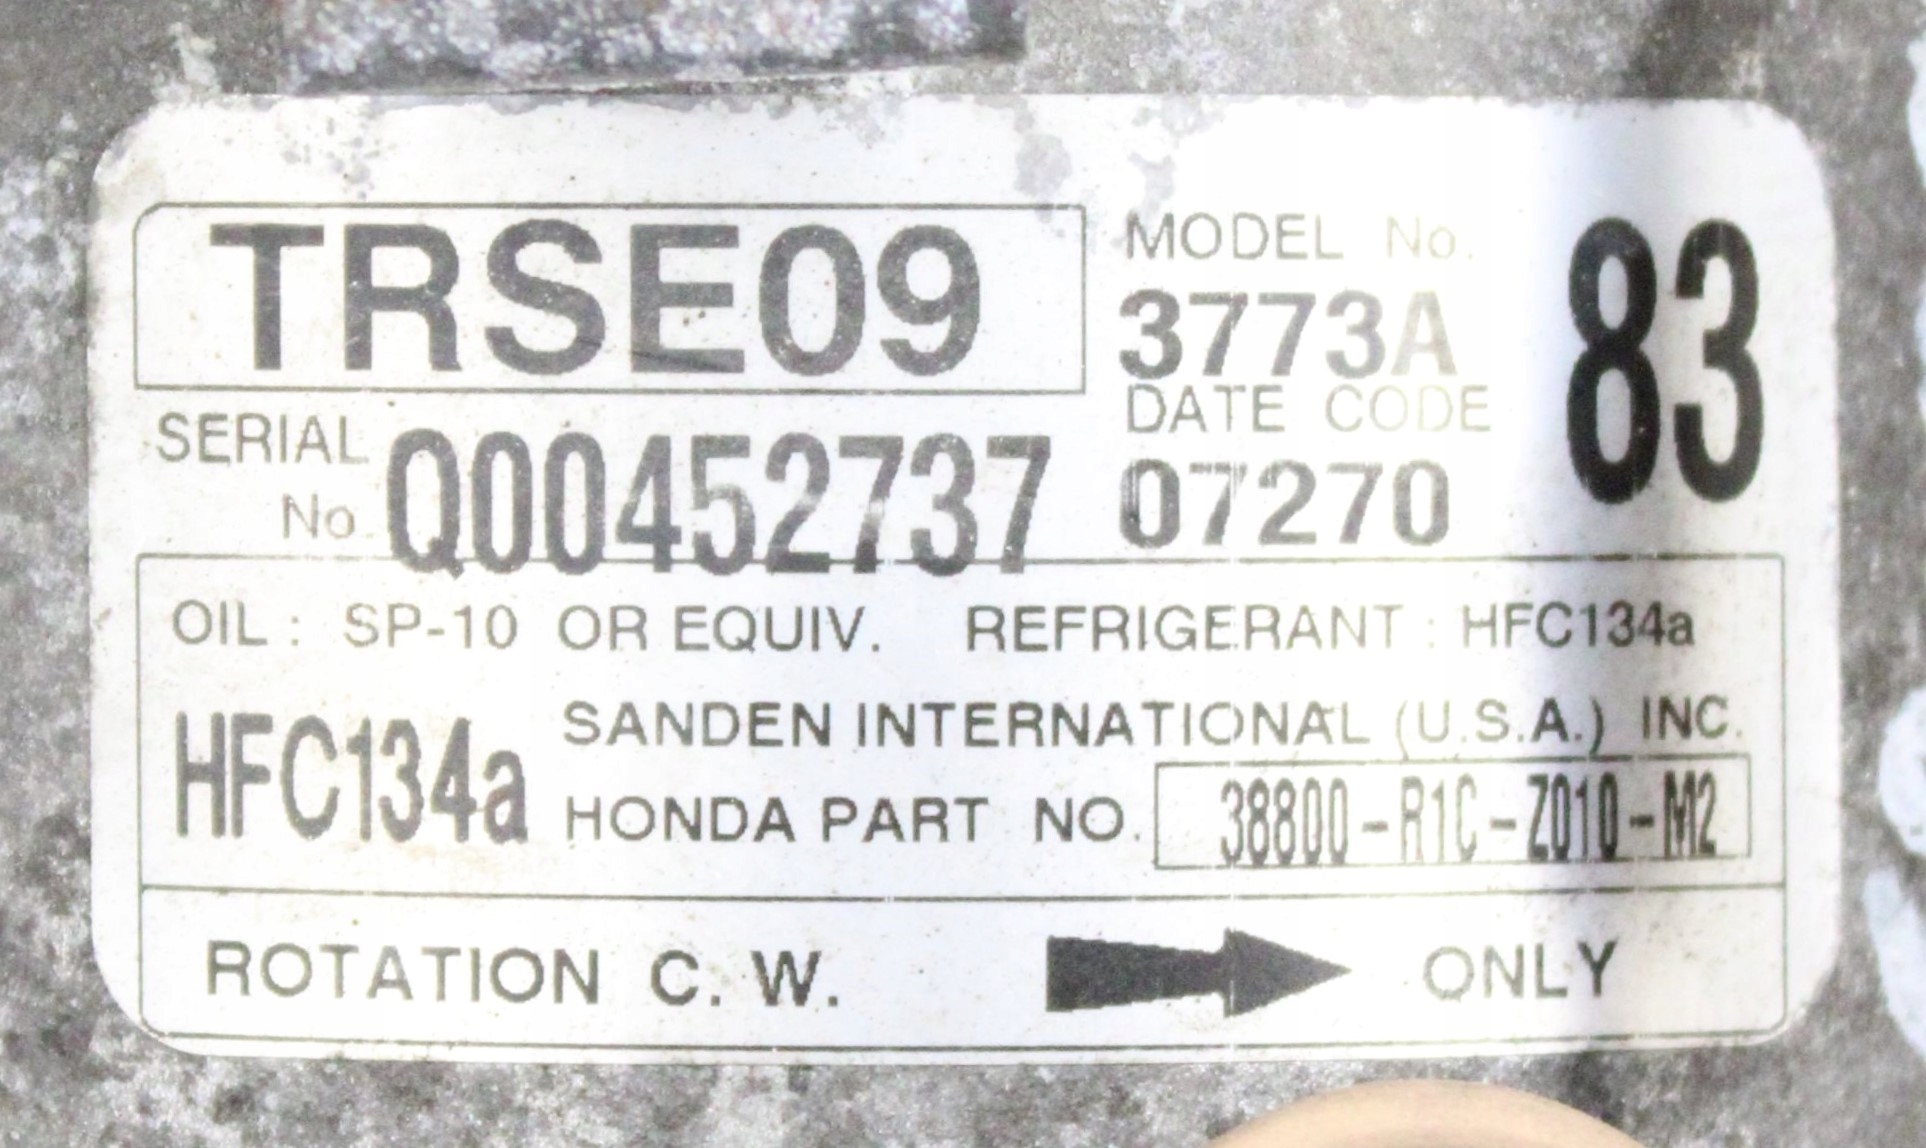 TRSE09
MODEL No.
3773A
83
SERIAL No.
Q00452737
DATE CODE
07270
OIL : SP-10 OR EQUIV. REFRIGERANT : HFC134a
HFC134a
SANDEN INTERNATIONAL (U.S.A.) INC.
HONDA PART NO. 38800-R1C-Z010-M2
ROTATION C. W. ONLY